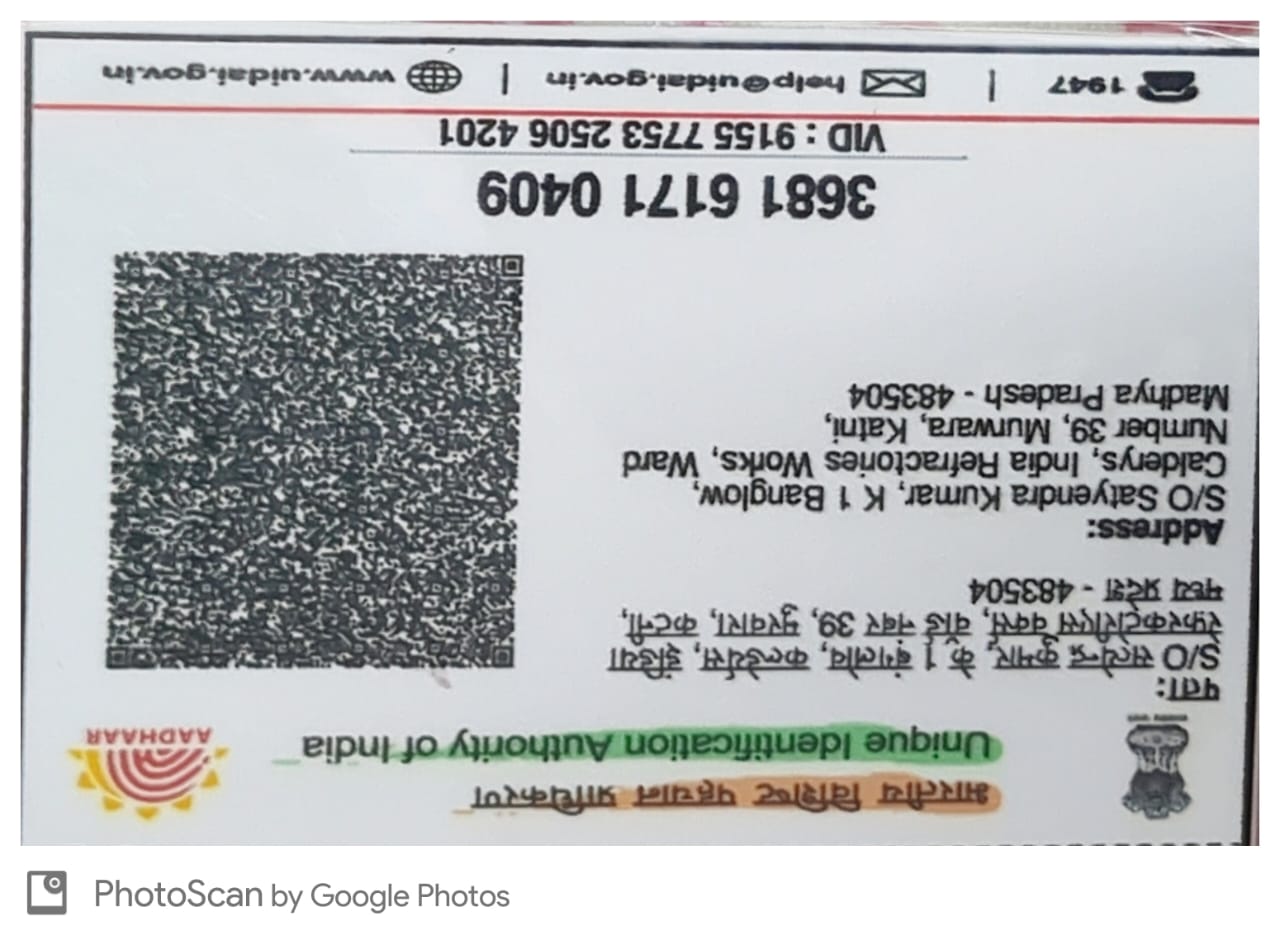 भारतीय विशिष्ट पहचान प्राधिकरण
Unique Identification Authority of India
AADHAAR
पता:
S/O सत्येन्द्र कुमार, के 1 बंगलोव, कल्डेर्यस, इंडिया
रेफ्रक्टोरीएस वर्क्स, वॉर्ड नंबर 39, मुरवारा, कटनी,
मध्य प्रदेश - 483504
Address:
S/O Satyendra Kumar, K 1 Banglow,
Calderys, India Refractories Works, Ward
Number 39, Murwara, Katni,
Madhya Pradesh - 483504
3681 6171 0409
VID : 9155 7753 2506 4201
1947 | help@uidai.gov.in | www.uidai.gov.in
PhotoScan by Google Photos